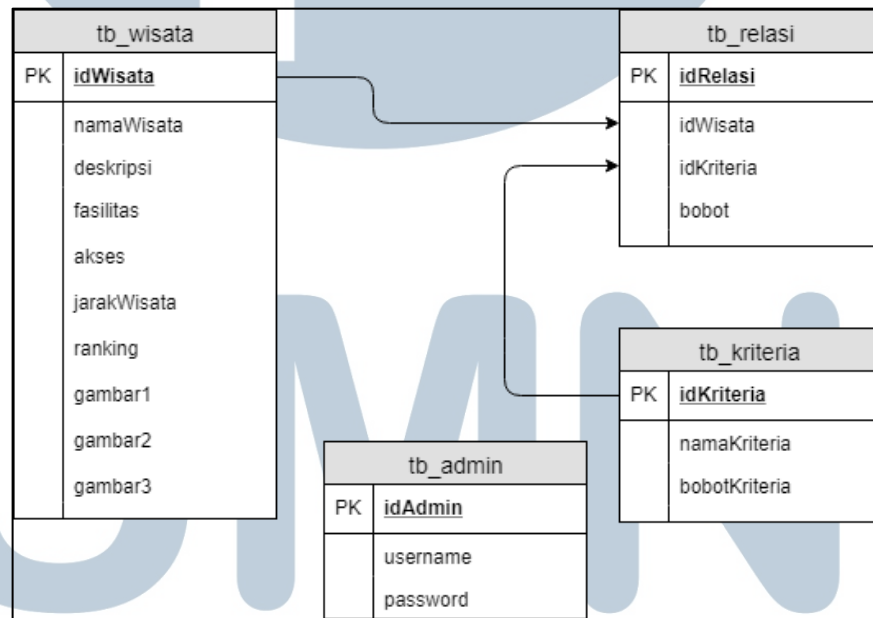 tb_wisata
PK idWisata
namaWisata
deskripsi
fasilitas
akses
jarakWisata
ranking
gambar1
gambar2
gambar3
tb_relasi
PK idRelasi
idWisata
idKriteria
bobot
tb_kriteria
PK idKriteria
namaKriteria
bobotKriteria
tb_admin
PK idAdmin
username
password
UMN